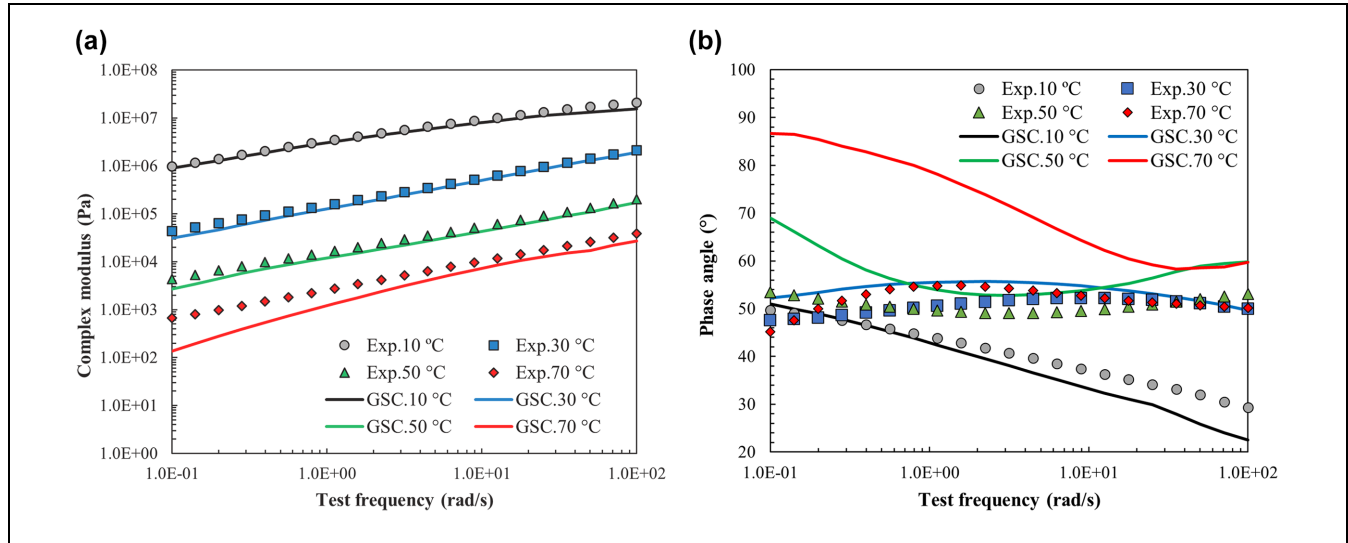 (a)
Complex modulus (Pa)
1.0E+08
1.0E+07
1.0E+06
1.0E+05
1.0E+04
1.0E+03
1.0E+02
1.0E+01
1.0E+00
1.0E-01
1.0E+00
1.0E+01
1.0E+02
Test frequency (rad/s)
Exp.10 ºC
Exp.30 °C
Exp.50 °C
Exp.70 °C
GSC.10 °C
GSC.30 °C
GSC.50 °C
GSC.70 °C
(b)
Phase angle (°)
100
90
80
70
60
50
40
30
20
1.0E-01
1.0E+00
1.0E+01
1.0E+02
Test frequency (rad/s)
Exp.10 ºC
Exp.30 °C
Exp.50 °C
Exp.70 °C
GSC.10 °C
GSC.30 °C
GSC.50 °C
GSC.70 °C